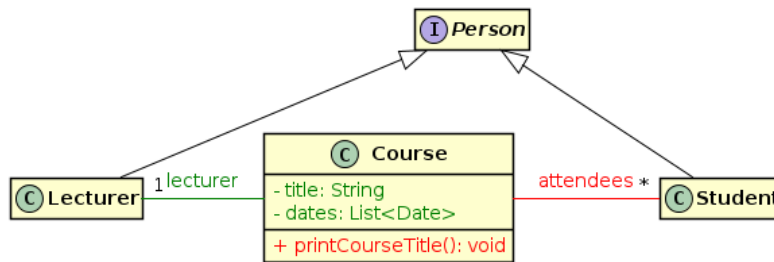 I Person
C Course
C Lecturer
1 lecturer
- title: String
- dates: List<Date>
+ printCourseTitle(): void
attendees *
C Student